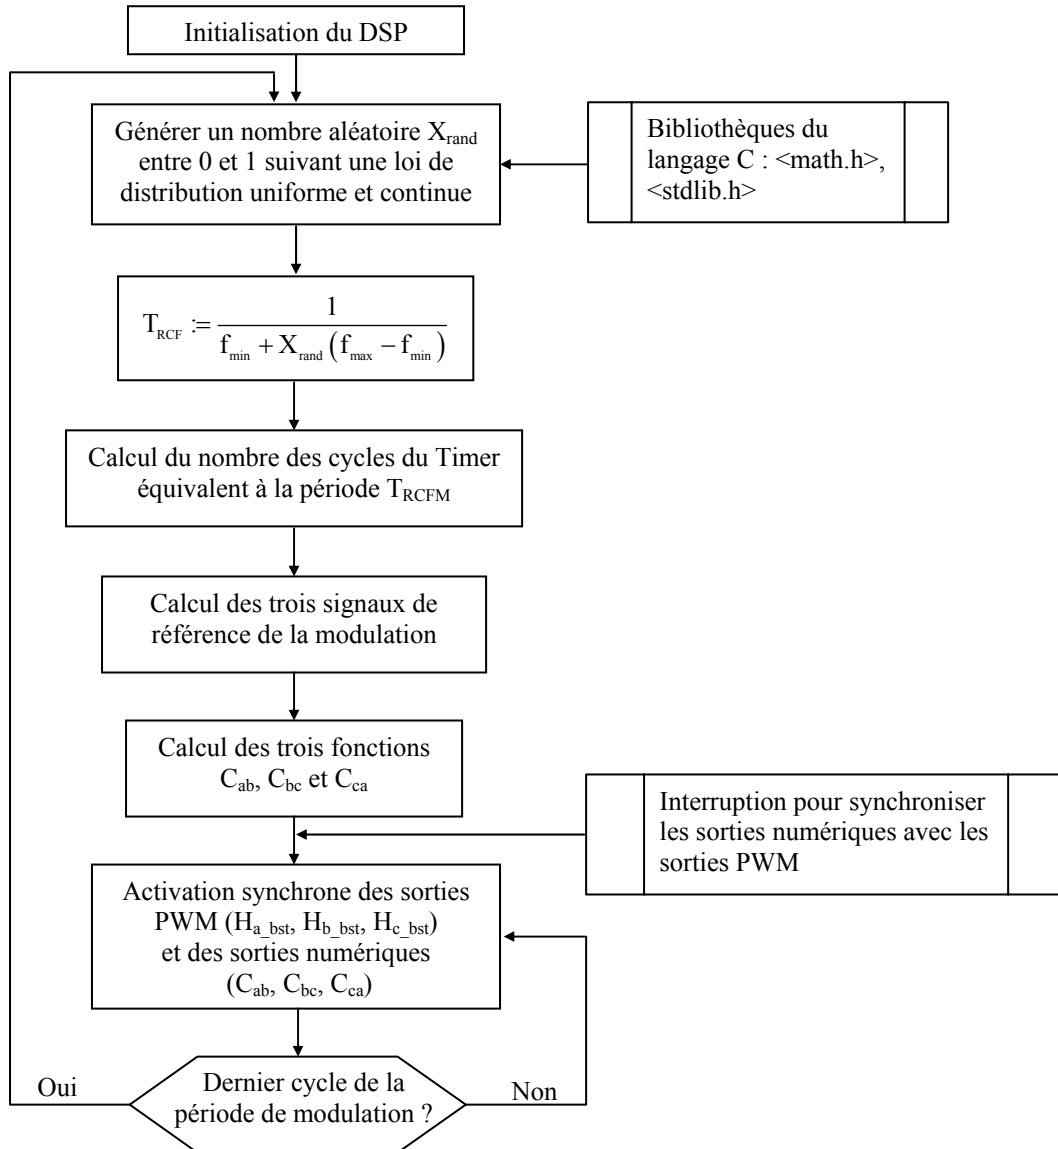 Initialisation du DSP
Générer un nombre aléatoire X_rand
entre 0 et 1 suivant une loi de
distribution uniforme et continue
Bibliothèques du
langage C : <math.h>,
<stdlib.h>
T_RCF := 1 / (f_min + X_rand (f_max − f_min))
Calcul du nombre des cycles du Timer
équivalent à la période T_RCFM
Calcul des trois signaux de
référence de la modulation
Calcul des trois fonctions
C_ab, C_bc et C_ca
Interruption pour synchroniser
les sorties numériques avec les
sorties PWM
Activation synchrone des sorties
PWM (H_a_bst, H_b_bst, H_c_bst)
et des sorties numériques
(C_ab, C_bc, C_ca)
Oui
Dernier cycle de la
période de modulation ?
Non